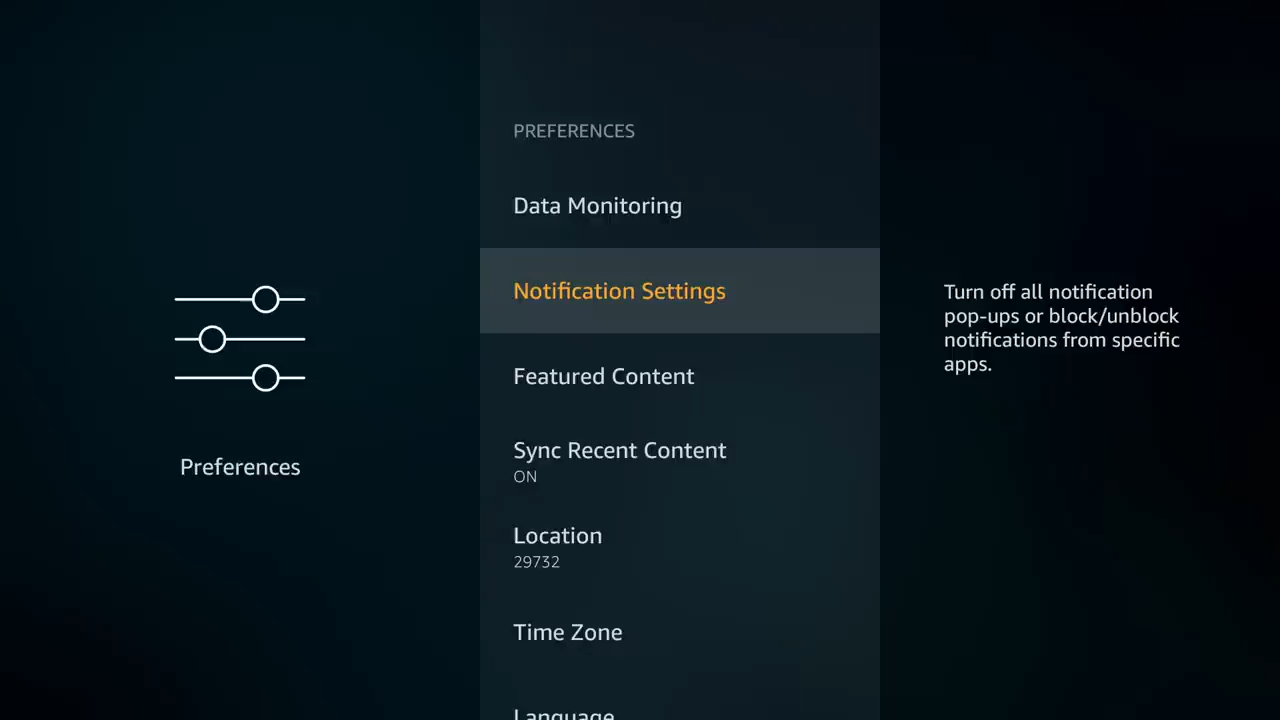 PREFERENCES
Data Monitoring
Notification Settings
Featured Content
Sync Recent Content
ON
Location
29732
Time Zone
Language
Preferences
Turn off all notification
pop-ups or block/unblock
notifications from specific
apps.